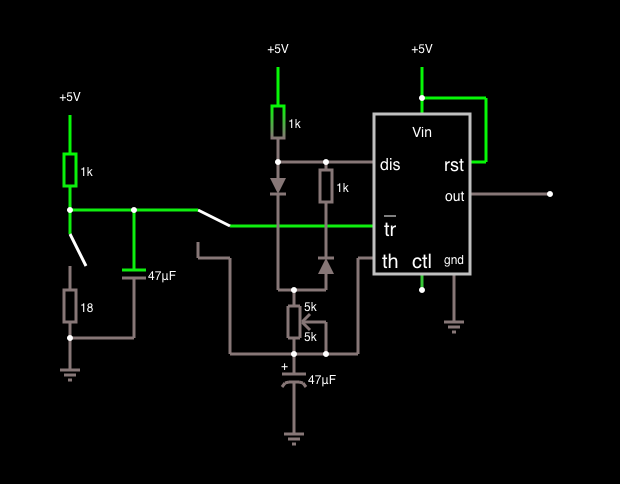 +5V
+5V
+5V
1k
Vin
1k
dis
rst
1k
out
tr
th
ctl
gnd
47µF
18
5k
5k
+
47µF